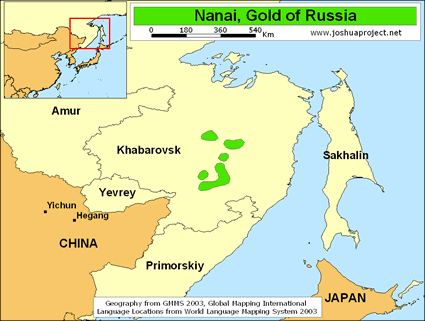 Nanai, Gold of Russia
0 180 360 540
Km
www.joshuaproject.net
Amur
Khabarovsk
Sakhalin
Yevrey
Yichun
Hegang
CHINA
Primorskiy
JAPAN
Geography from GMMS 2003, Global Mapping International
Language Locations from World Language Mapping System 2003